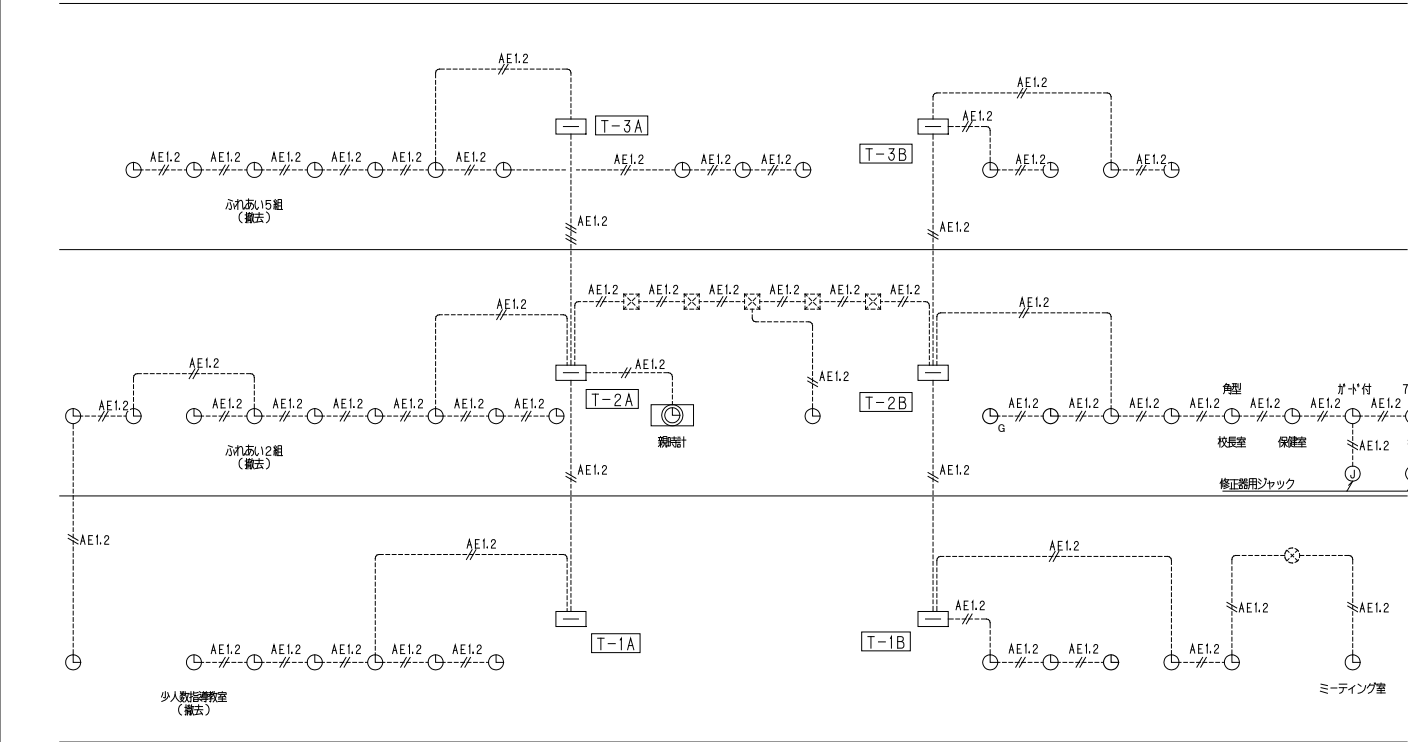 AE1.2
AE1.2
AE1.2
T-3A
T-3B
AE1.2 AE1.2 AE1.2 AE1.2 AE1.2 AE1.2 AE1.2 AE1.2 AE1.2 AE1.2 AE1.2
ふれあい5組
(撤去)
AE1.2 AE1.2
AE1.2 AE1.2 AE1.2 AE1.2 AE1.2 AE1.2
AE1.2 AE1.2
AE1.2 AE1.2
AE1.2
T-2A
T-2B
角型 ガード付
AE1.2 AE1.2 AE1.2 AE1.2 AE1.2 AE1.2 AE1.2 AE1.2 AE1.2 AE1.2 AE1.2 AE1.2 AE1.2 AE1.2
G
親時計
校長室 保健室 AE1.2
ふれあい2組
(撤去)
AE1.2 AE1.2
J
修正器用ジャック
AE1.2 AE1.2 AE1.2
AE1.2 AE1.2 AE1.2
T-1A
T-1B
AE1.2 AE1.2 AE1.2 AE1.2 AE1.2 AE1.2 AE1.2 AE1.2
少人数指導教室
(撤去)
ミーティング室